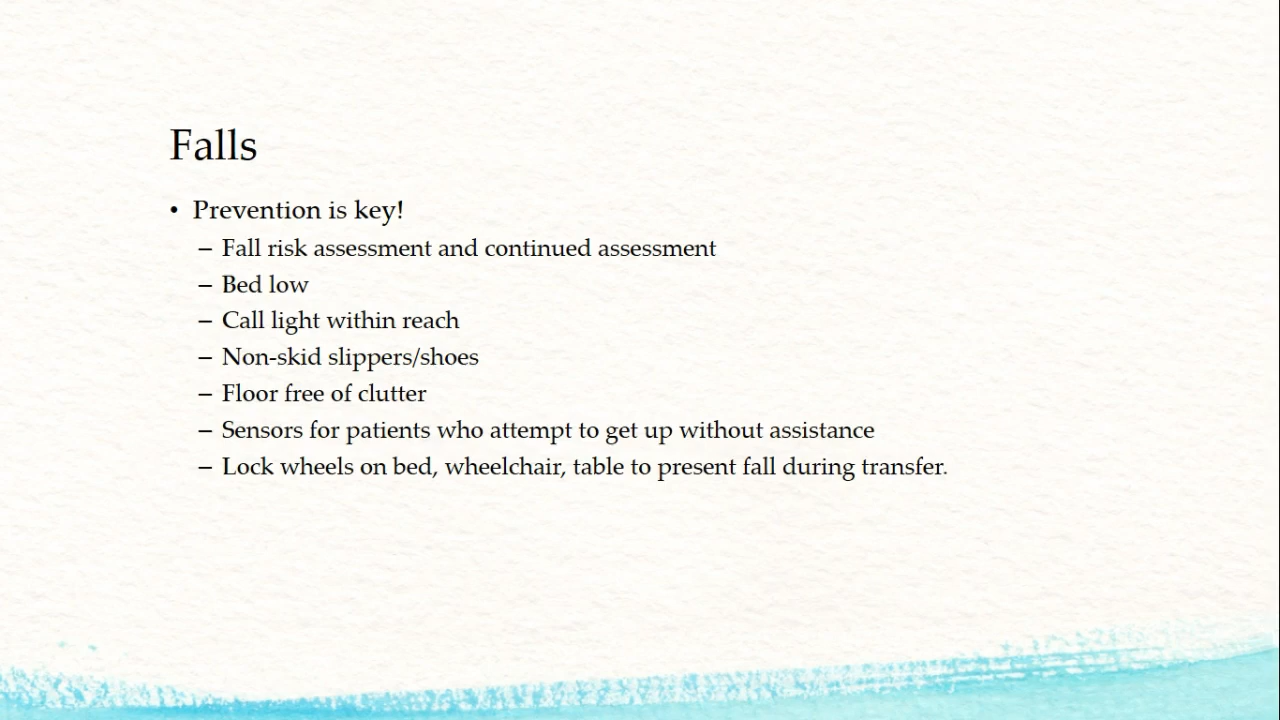 Falls
• Prevention is key!
– Fall risk assessment and continued assessment
– Bed low
– Call light within reach
– Non-skid slippers/shoes
– Floor free of clutter
– Sensors for patients who attempt to get up without assistance
– Lock wheels on bed, wheelchair, table to present fall during transfer.